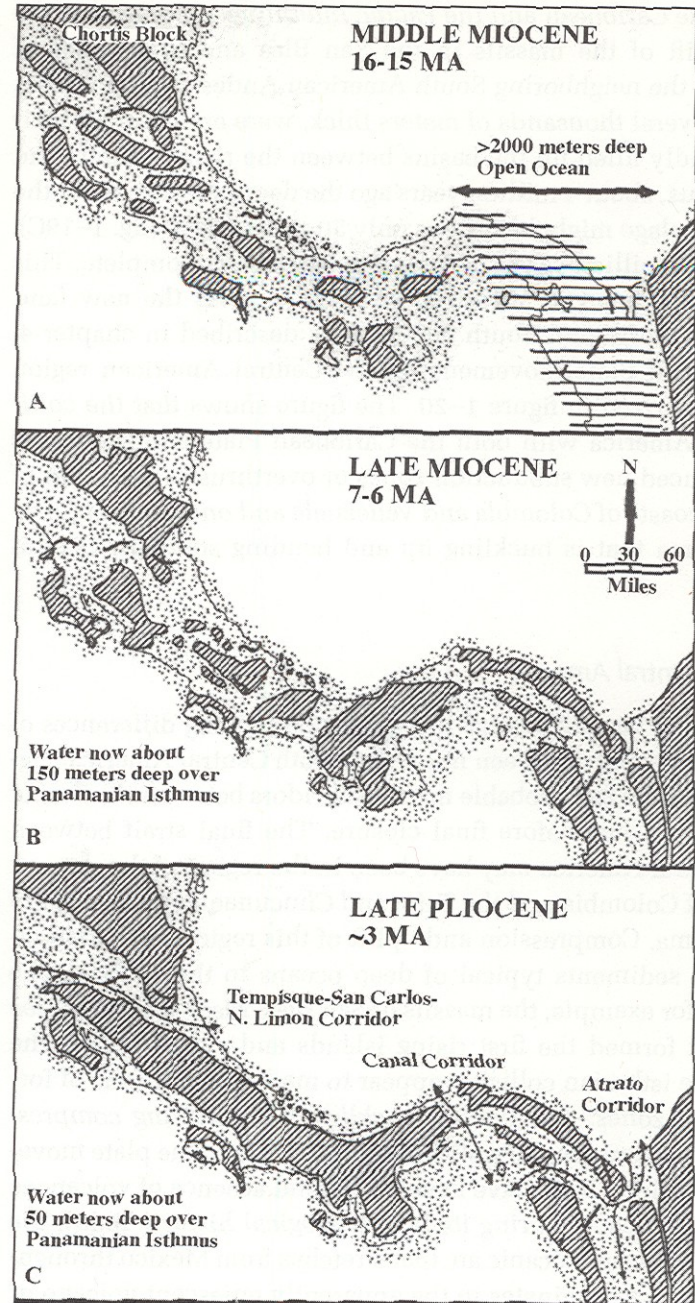 Chortis Block
MIDDLE MIOCENE
16-15 MA
>2000 meters deep
Open Ocean
A
LATE MIOCENE
7-6 MA
N
0 30 60
Miles
Water now about
150 meters deep over
Panamanian Isthmus
B
LATE PLIOCENE
~3 MA
Tempisque-San Carlos-
N. Limon Corridor
Canal Corridor
Atrato
Corridor
Water now about
50 meters deep over
Panamanian Isthmus
C